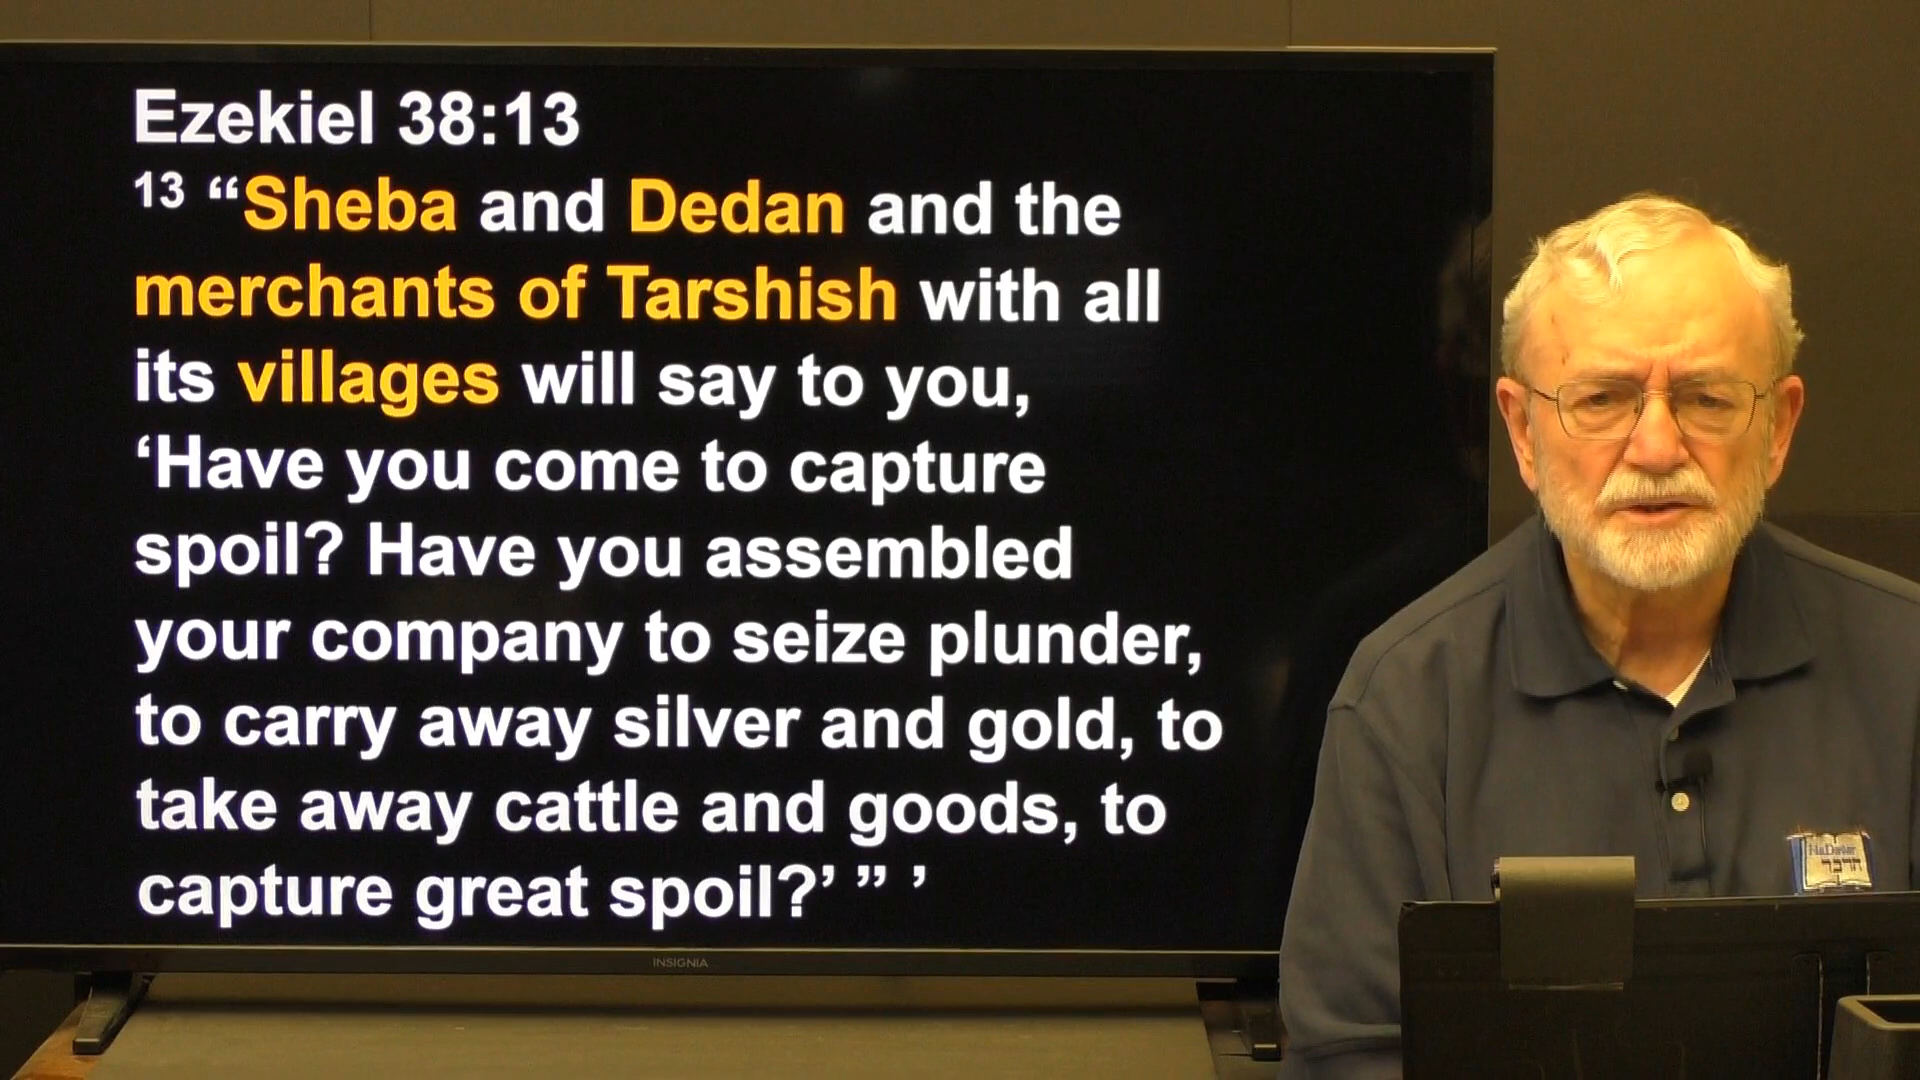 Ezekiel 38:13
13 “Sheba and Dedan and the
merchants of Tarshish with all
its villages will say to you,
‘Have you come to capture
spoil? Have you assembled
your company to seize plunder,
to carry away silver and gold, to
take away cattle and goods, to
capture great spoil?’ ” ’
INSIGNIA
HaDavar
הדבר